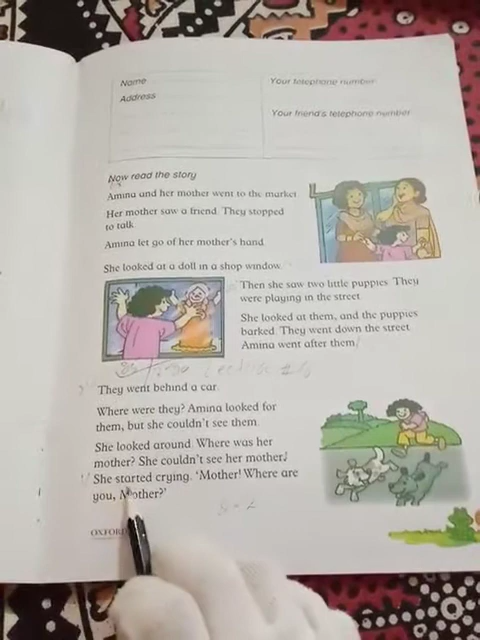 Name
Your telephone number
Address
Your friend's telephone number
Now read the story
Amina and her mother went to the market.
Her mother saw a friend. They stopped
to talk.
Amina let go of her mother's hand.
She looked at a doll in a shop window.
Then she saw two little puppies. They
were playing in the street.
She looked at them, and the puppies
barked. They went down the street.
Amina went after them.
They went behind a car.
Where were they? Amina looked for
them, but she couldn't see them.
She looked around. Where was her
mother? She couldn't see her mother.
She started crying. 'Mother! Where are
you, Mother?'
OXFORD